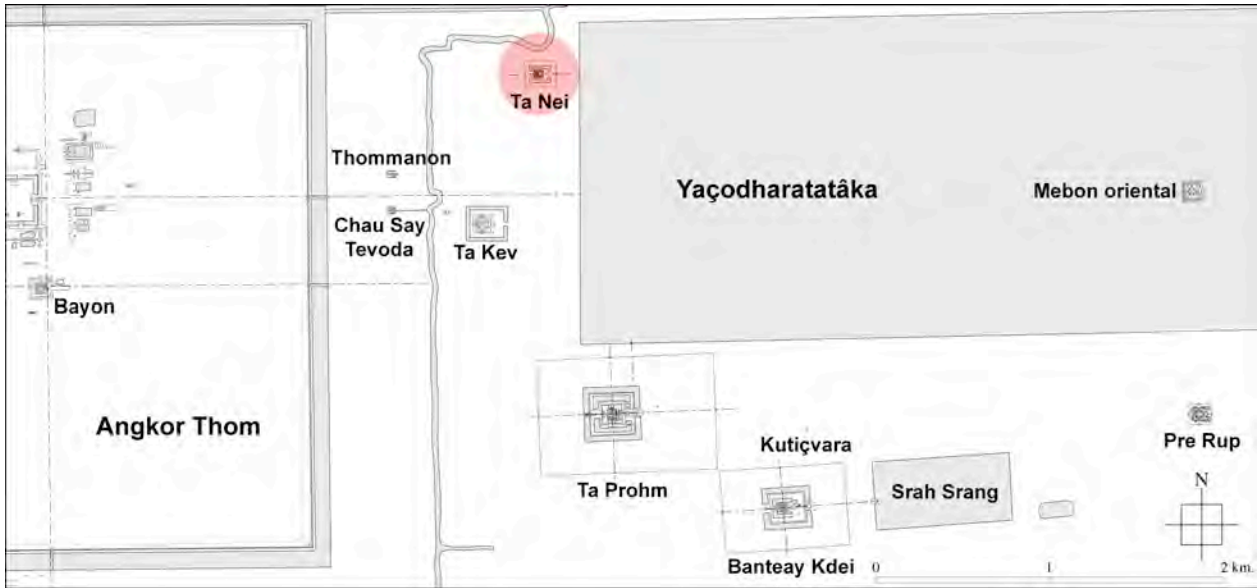 Ta Nei
Thommanon
Yaçodharatatâka
Mebon oriental
Chau Say
Tevoda
Ta Kev
Bayon
Angkor Thom
Kutiçvara
Pre Rup
Ta Prohm
Srah Srang
N
Banteay Kdei
0 1 2 km